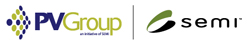 PVGroup
an initiative of SEMI
semi